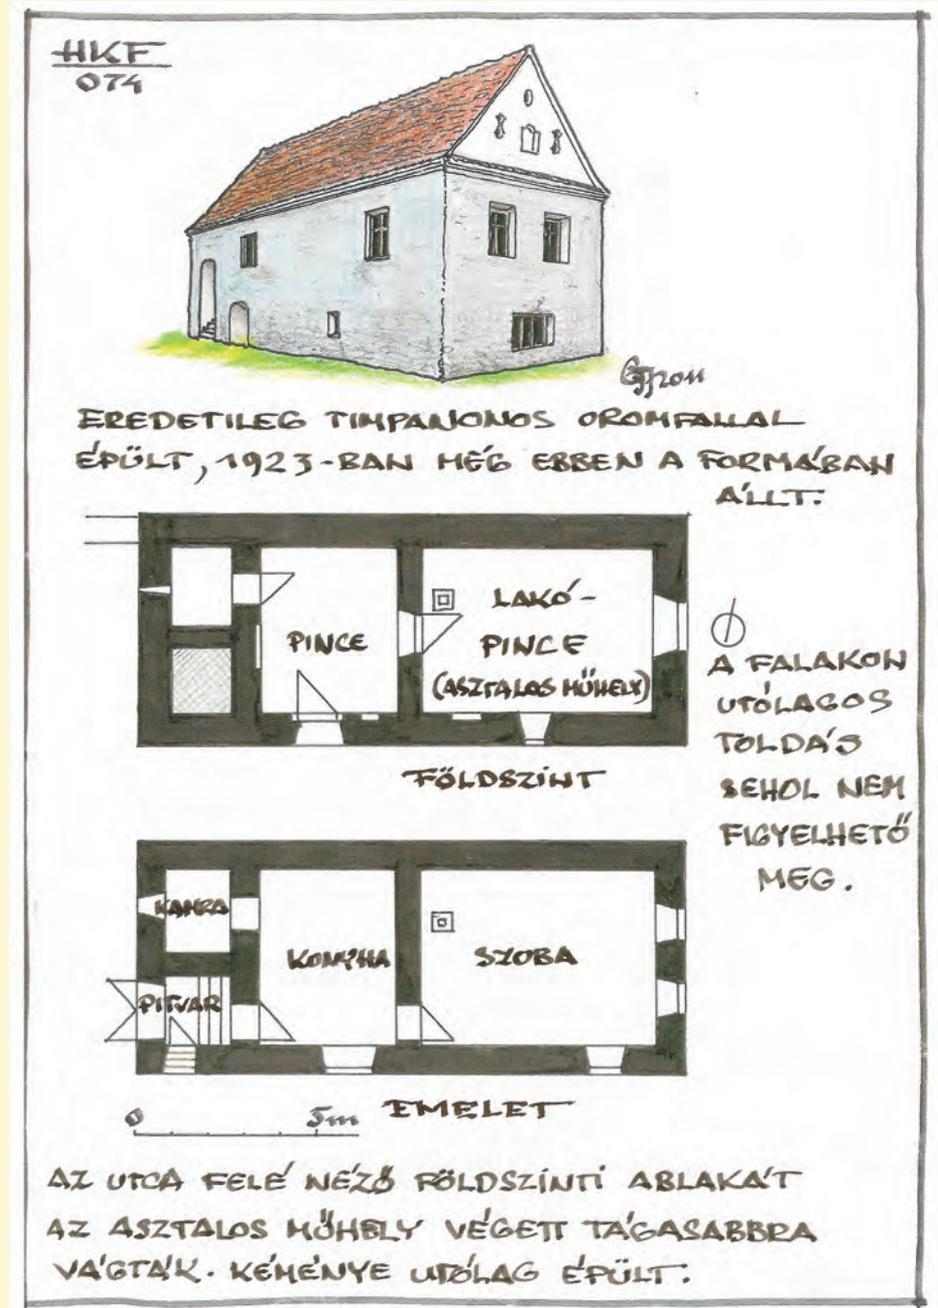 HKF
074
EREDETILEG TIMPANONOS OROMFALLAL
ÉPÜLT, 1923-BAN MÉG EBBEN A FORMÁBAN
ÁLLT.
LAKÓ-
PINCE
PINCE
(ASZTALOS MŰHELY)
FÖLDSZINT
A FALAKON
UTÓLAGOS
TOLDÁS
SEHOL NEM
FIGYELHETŐ
MEG.
KAMRA
KONYHA
SZOBA
PITVAR
0 5m
EMELET
AZ UTCA FELÉ NÉZŐ FÖLDSZINTI ABLAKÁT
AZ ASZTALOS MŰHELY VÉGETT TÁGASABBRA
VÁGTÁK. KÉMÉNYE UTÓLAG ÉPÜLT.